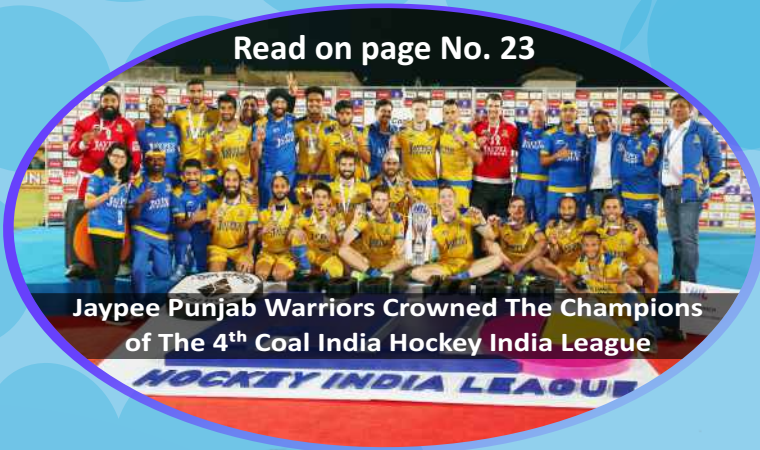 Read on page No. 23
Jaypee Punjab Warriors Crowned The Champions
of The 4th Coal India Hockey India League
HOCKEY INDIA LEAGUE